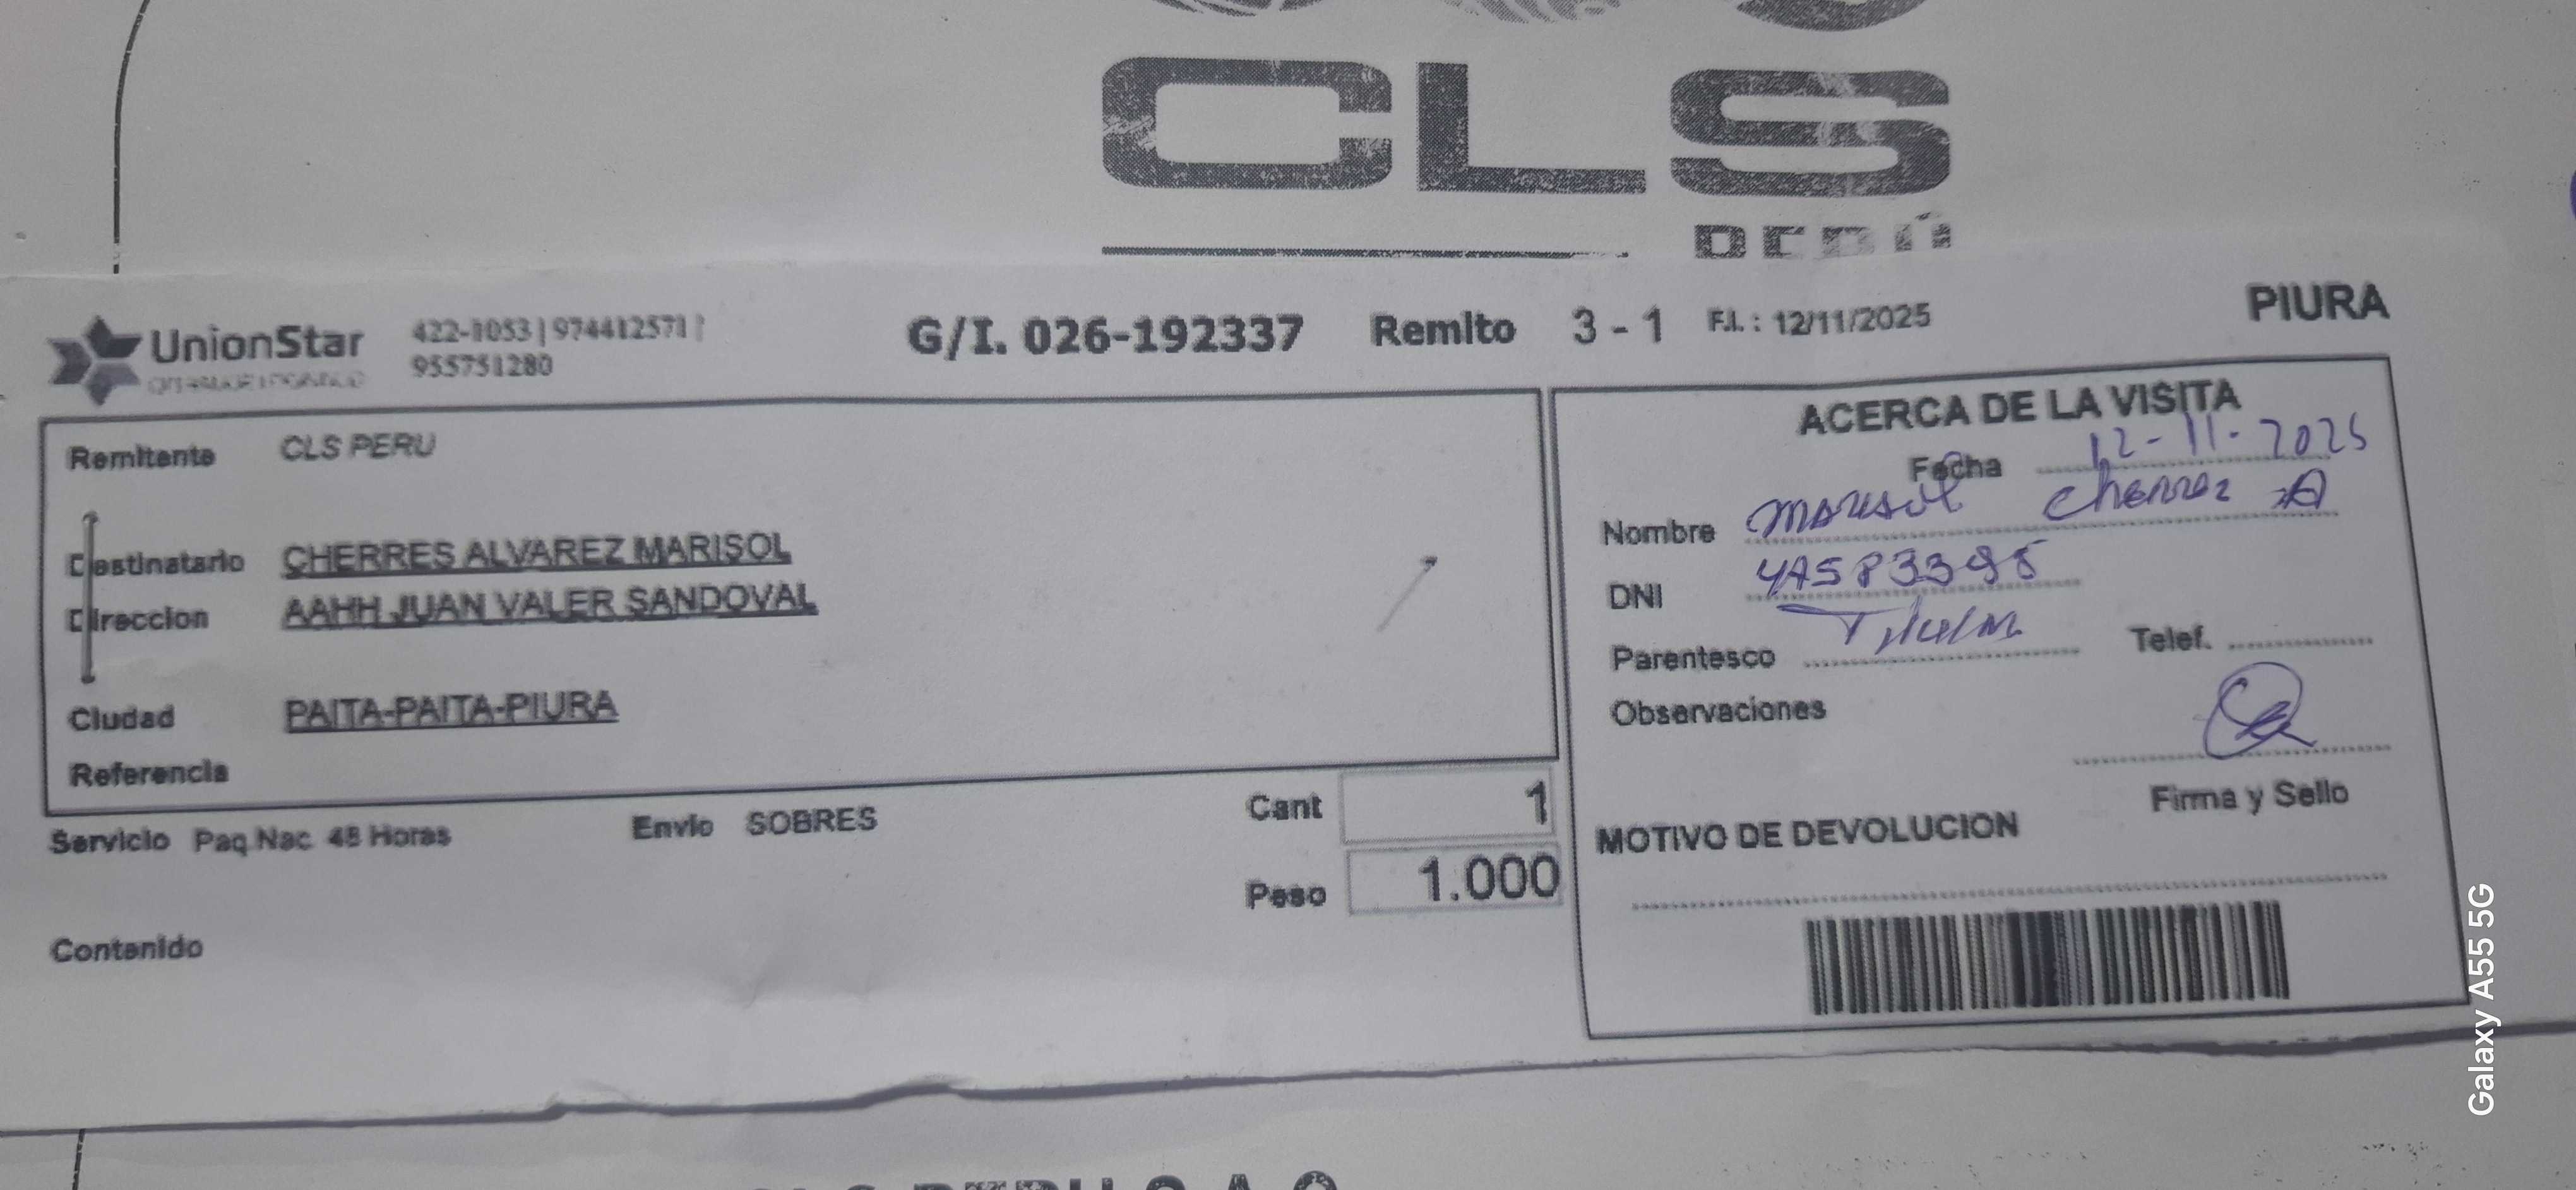 CLS
PERÚ
UnionStar
422-1053 | 974412571 |
955751280
G/I. 026-192337 Remito 3 - 1 F.I. : 12/11/2025 PIURA
Remitente CLS PERU
Destinatario CHERRES ALVAREZ MARISOL
Direccion AAHH JUAN VALER SANDOVAL
Ciudad PAITA-PAITA-PIURA
Referencia
Servicio Paq Nac 48 Horas Envio SOBRES
Cant 1
Peso 1.000
Contenido
ACERCA DE LA VISITA
Fecha 12-11-2025
Nombre Marisol Cherres A
DNI
Parentesco Titular Telef.
Observaciones
Firma y Sello
MOTIVO DE DEVOLUCION
Galaxy A55 5G